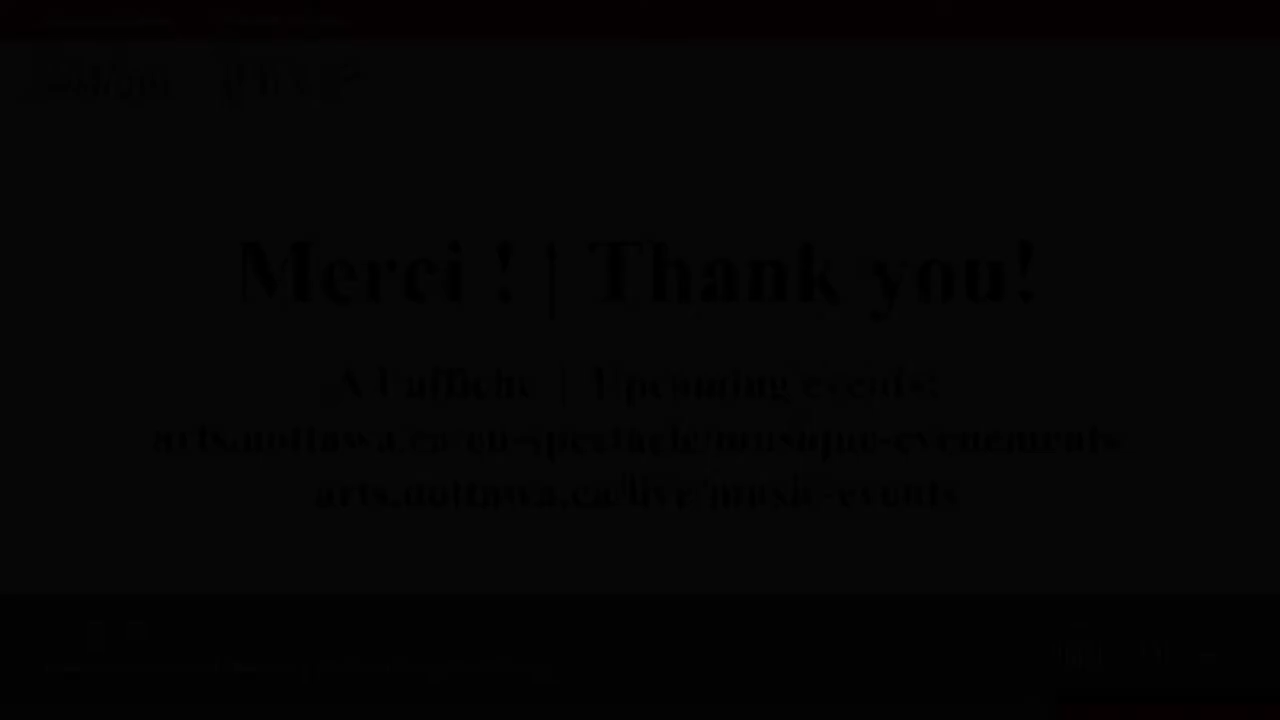 Merci ! | Thank you!
À l'affiche | Upcoming events:
arts.uottawa.ca/en-spectacle/musique-evenements
arts.uottawa.ca/live/music-events